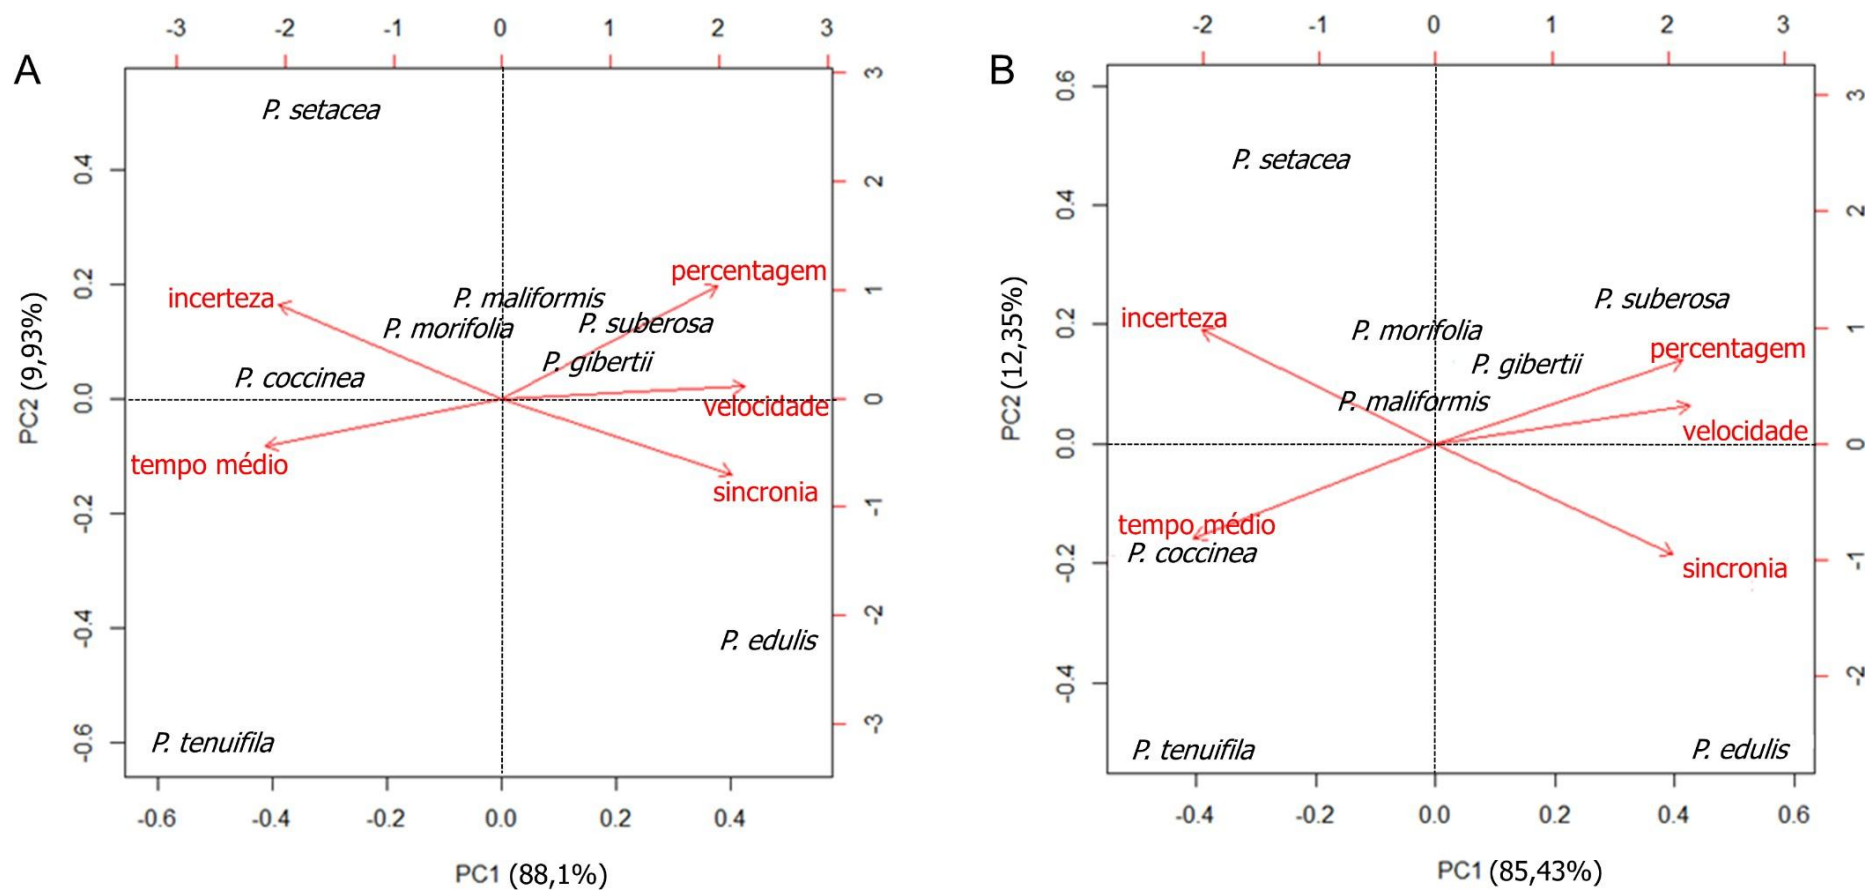 A
-3 -2 -1 0 1 2 3
P. setacea
percentagem
incerteza
P. maliformis
P. morifolia
P. suberosa
P. gibertii
P. coccinea
velocidade
tempo médio
sincronia
P. edulis
P. tenuifila
0.4
0.2
0.0
-0.2
-0.4
-0.6
PC2 (9,93%)
3
2
1
0
-1
-2
-3
-0.6 -0.4 -0.2 0.0 0.2 0.4
PC1 (88,1%)
B
-2 -1 0 1 2 3
P. setacea
P. suberosa
incerteza
P. morifolia
percentagem
P. gibertii
P. maliformis
velocidade
tempo médio
P. coccinea
sincronia
P. tenuifila
P. edulis
0.6
0.4
0.2
0.0
-0.2
-0.4
PC2 (12,35%)
3
2
1
0
-1
-2
-0.4 -0.2 0.0 0.2 0.4 0.6
PC1 (85,43%)